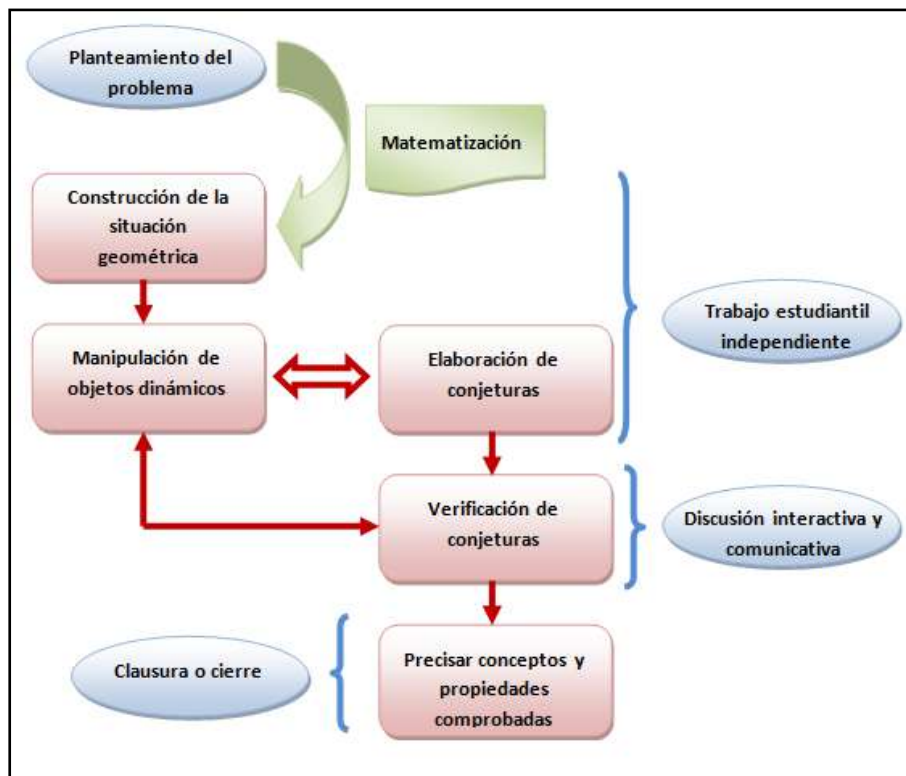 Planteamiento del
problema
Matematización
Construcción de la
situación
geométrica
Trabajo estudiantil
independiente
Manipulación de
objetos dinámicos
Elaboración de
conjeturas
Verificación de
conjeturas
Discusión interactiva y
comunicativa
Clausura o cierre
Precisar conceptos y
propiedades
comprobadas